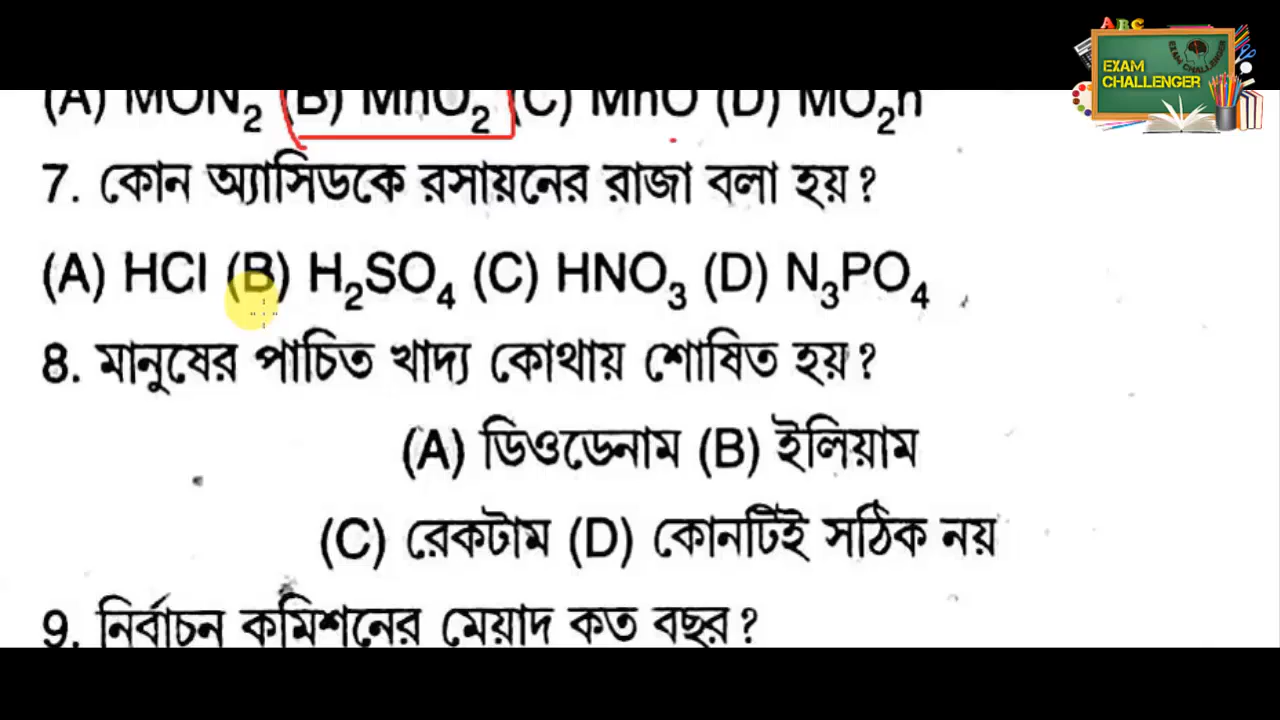 ABC
EXAM
CHALLENGER
(A) MON₂ (B) MnO₂ (C) MnO (D) MO₂n
7. কোন অ্যাসিডকে রসায়নের রাজা বলা হয়?
(A) HCl (B) H₂SO₄ (C) HNO₃ (D) N₃PO₄
8. মানুষের পাচিত খাদ্য কোথায় শোষিত হয়?
(A) ডিওডেনাম (B) ইলিয়াম
(C) রেকটাম (D) কোনটিই সঠিক নয়
9. নির্বাচন কমিশনের মেয়াদ কত বছর?